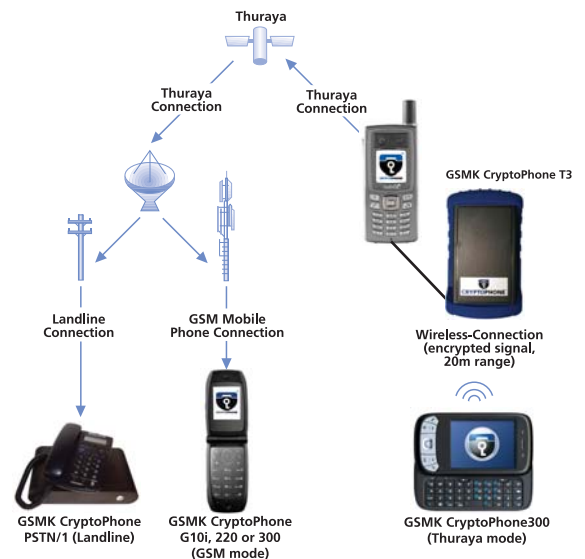 Thuraya
Thuraya
Connection
Thuraya
Connection
GSMK CryptoPhone T3
CRYPTOPHONE
Landline
Connection
GSM Mobile
Phone Connection
Wireless-Connection
(encrypted signal,
20m range)
GSMK CryptoPhone
PSTN/1 (Landline)
GSMK CryptoPhone
G10i, 220 or 300
(GSM mode)
GSMK CryptoPhone300
(Thuraya mode)